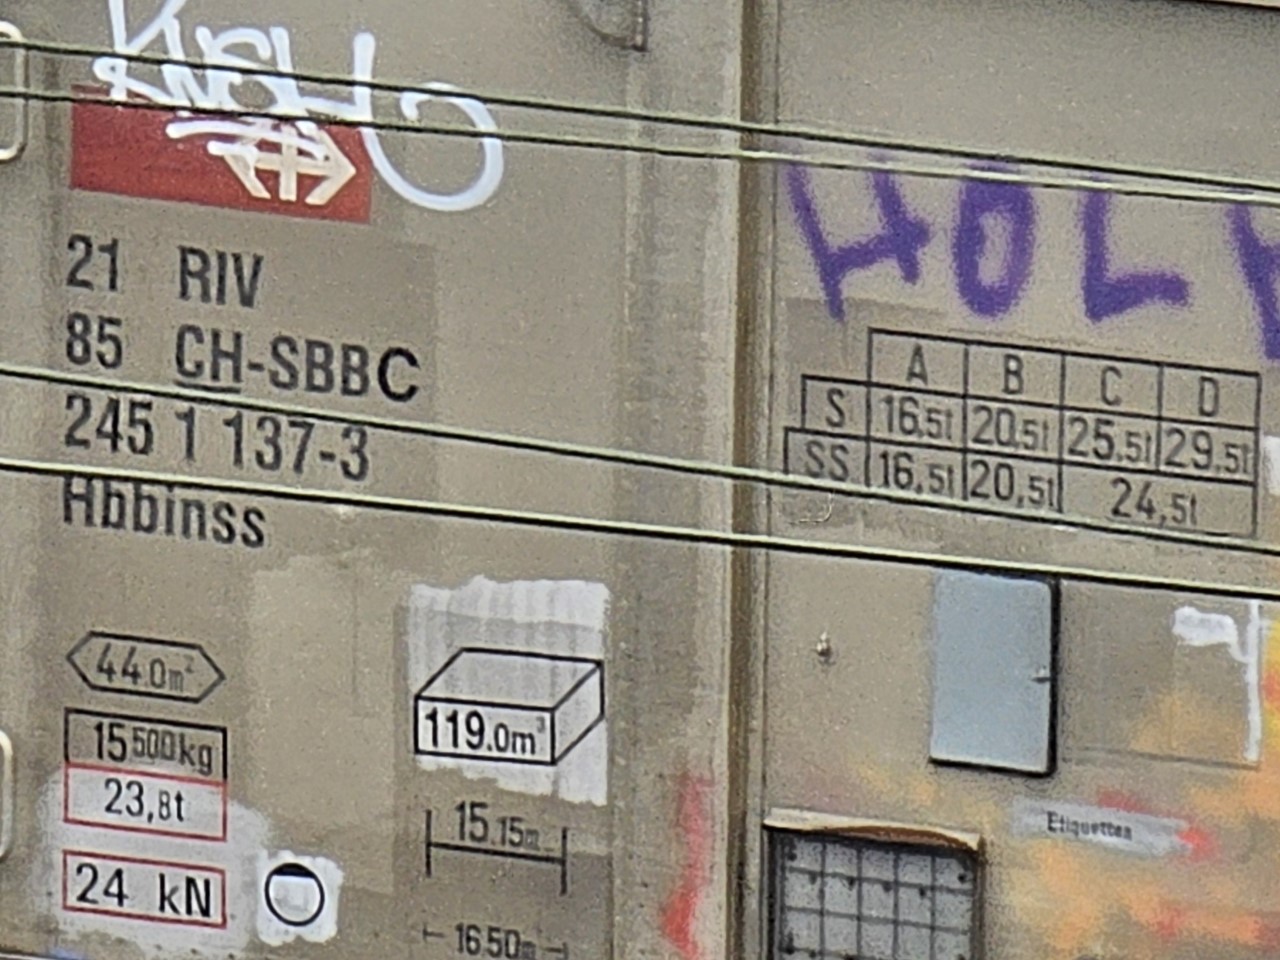 KUSH
21 RIV
85 CH-SBBC
245 1 137-3
Hbbinss
44.0m²
15 500kg
23,8t
24 kN
119.0m³
15.15m
16.50m
HOL
A B C D
S 16,5t 20,5t 25,5t 29,5t
SS 16,5t 20,5t 24,5t
Etiquetten